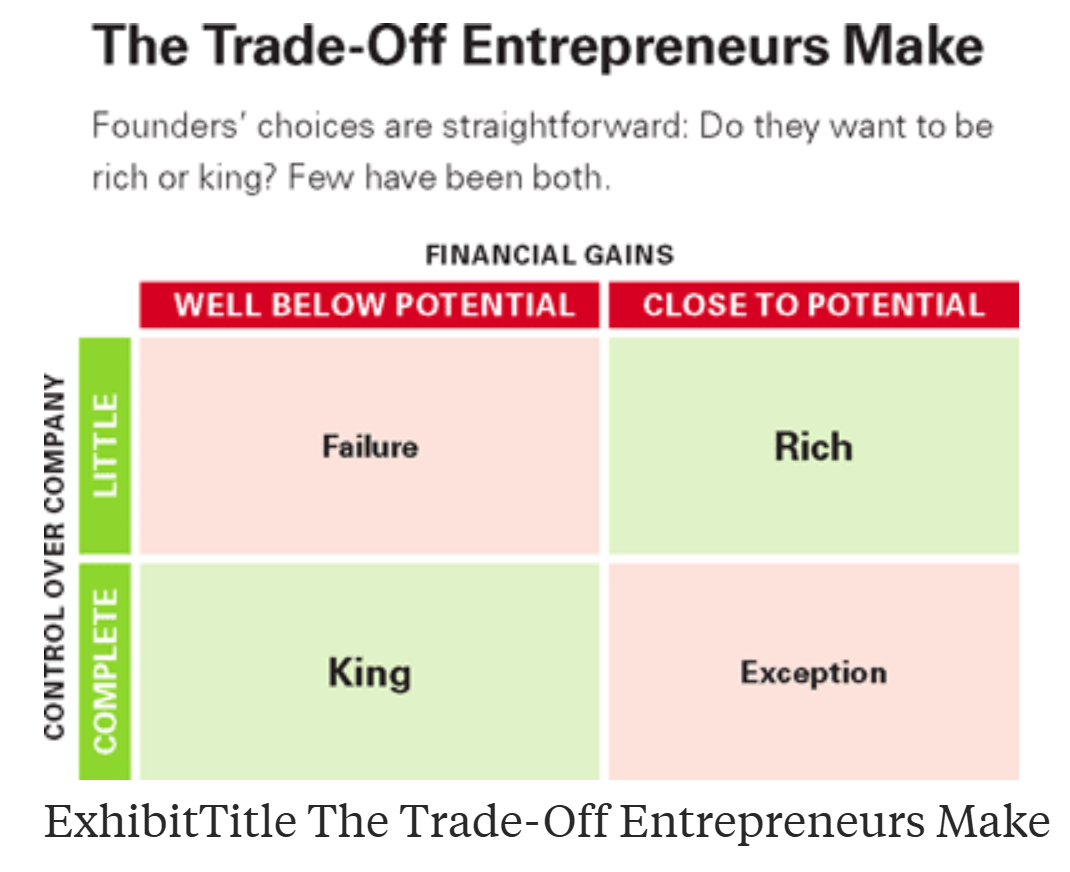 The Trade-Off Entrepreneurs Make
Founders’ choices are straightforward: Do they want to be
rich or king? Few have been both.
FINANCIAL GAINS
WELL BELOW POTENTIAL
CLOSE TO POTENTIAL
CONTROL OVER COMPANY
LITTLE
Failure
Rich
COMPLETE
King
Exception
ExhibitTitle The Trade-Off Entrepreneurs Make